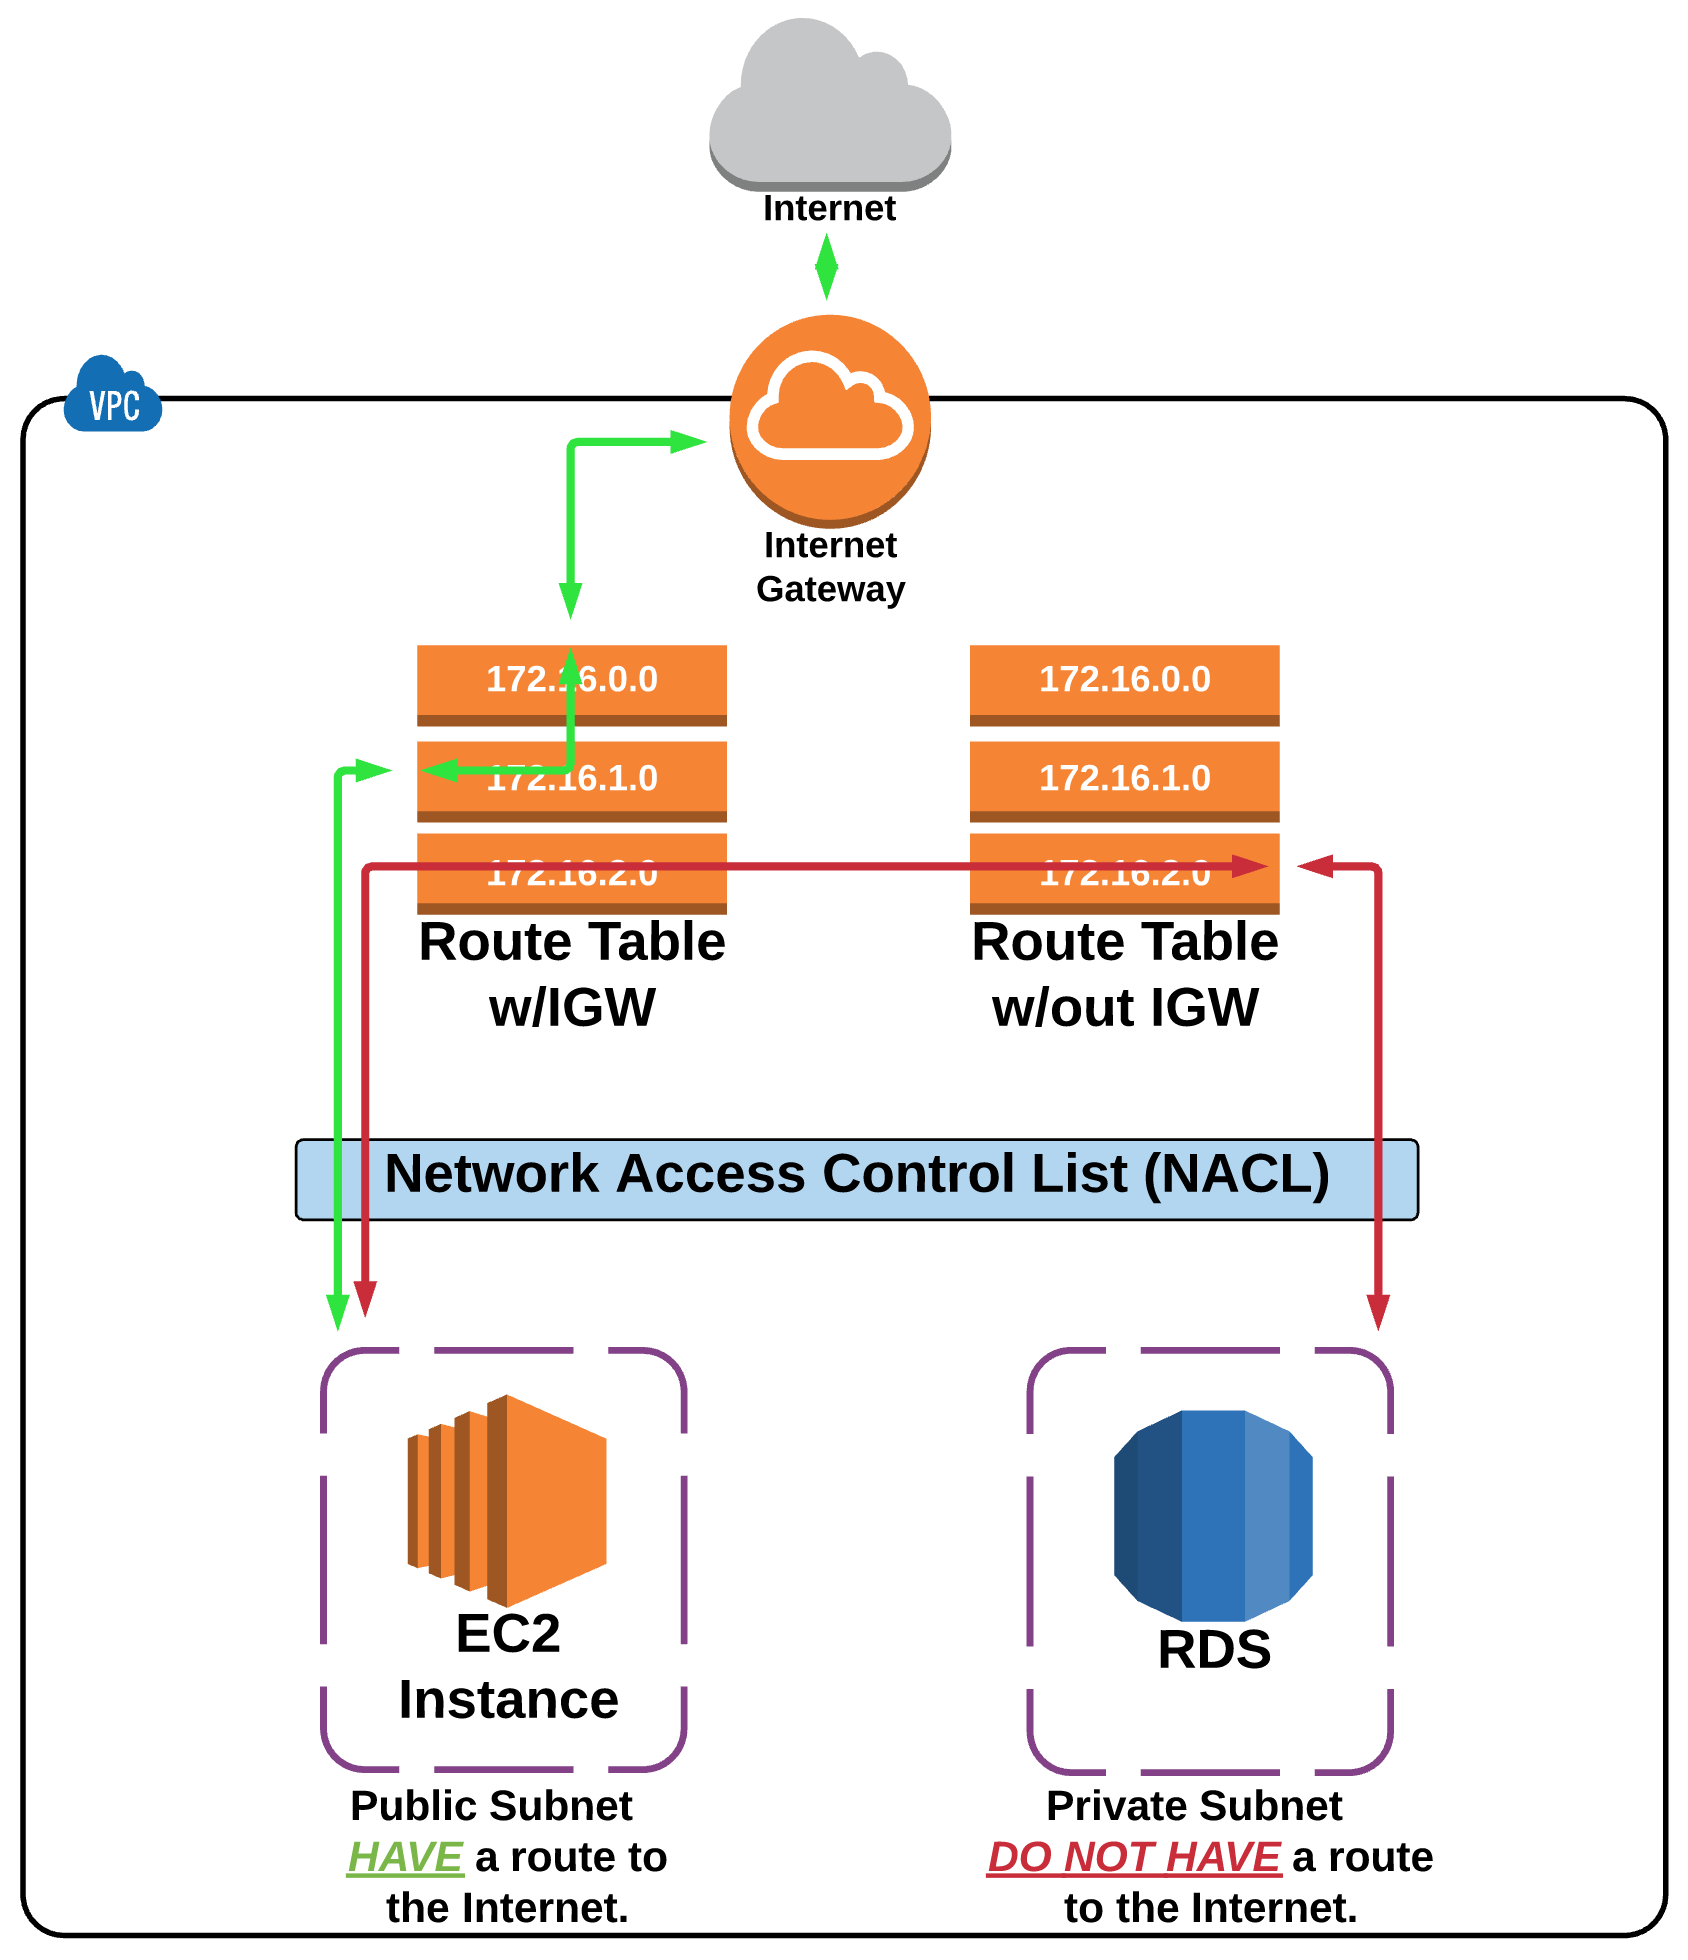 Internet
VPC
Internet
Gateway
172.16.0.0
172.16.0.0
172.16.1.0
172.16.1.0
172.16.2.0
172.16.2.0
Route Table
w/IGW
Route Table
w/out IGW
Network Access Control List (NACL)
EC2
Instance
RDS
Public Subnet
HAVE a route to
the Internet.
Private Subnet
DO NOT HAVE a route
to the Internet.